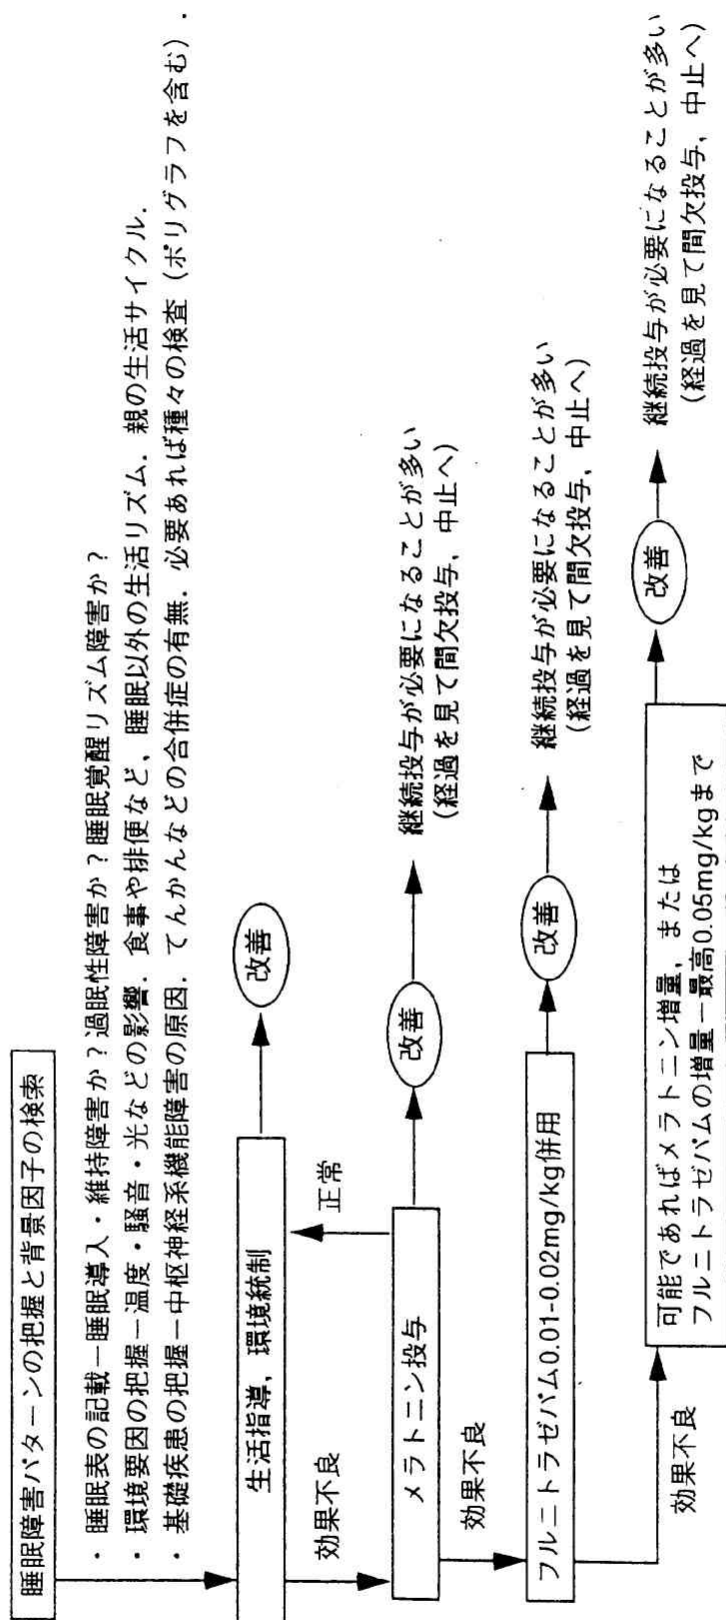 睡眠障害パターンの把握と背景因子の検索
・睡眠表の記載－睡眠導入・維持障害か？過眠性障害か？睡眠覚醒リズム障害か？
・環境要因の把握－温度・騒音・光などの影響．食事や排便など、睡眠以外の生活リズム．親の生活サイクル．
・基礎疾患の把握－中枢神経系機能障害の原因．てんかんなどの合併症の有無．必要あれば種々の検査（ポリグラフを含む）．
生活指導，環境統制
改善
効果不良
正常
メラトニン投与
改善
継続投与が必要になることが多い
（経過を見て間欠投与，中止へ）
効果不良
フルニトラゼパム0.01-0.02mg/kg併用
改善
継続投与が必要になることが多い
（経過を見て間欠投与，中止へ）
効果不良
可能であればメラトニン増量，または
フルニトラゼパムの増量－最高0.05mg/kgまで
改善
継続投与が必要になることが多い
（経過を見て間欠投与，中止へ）